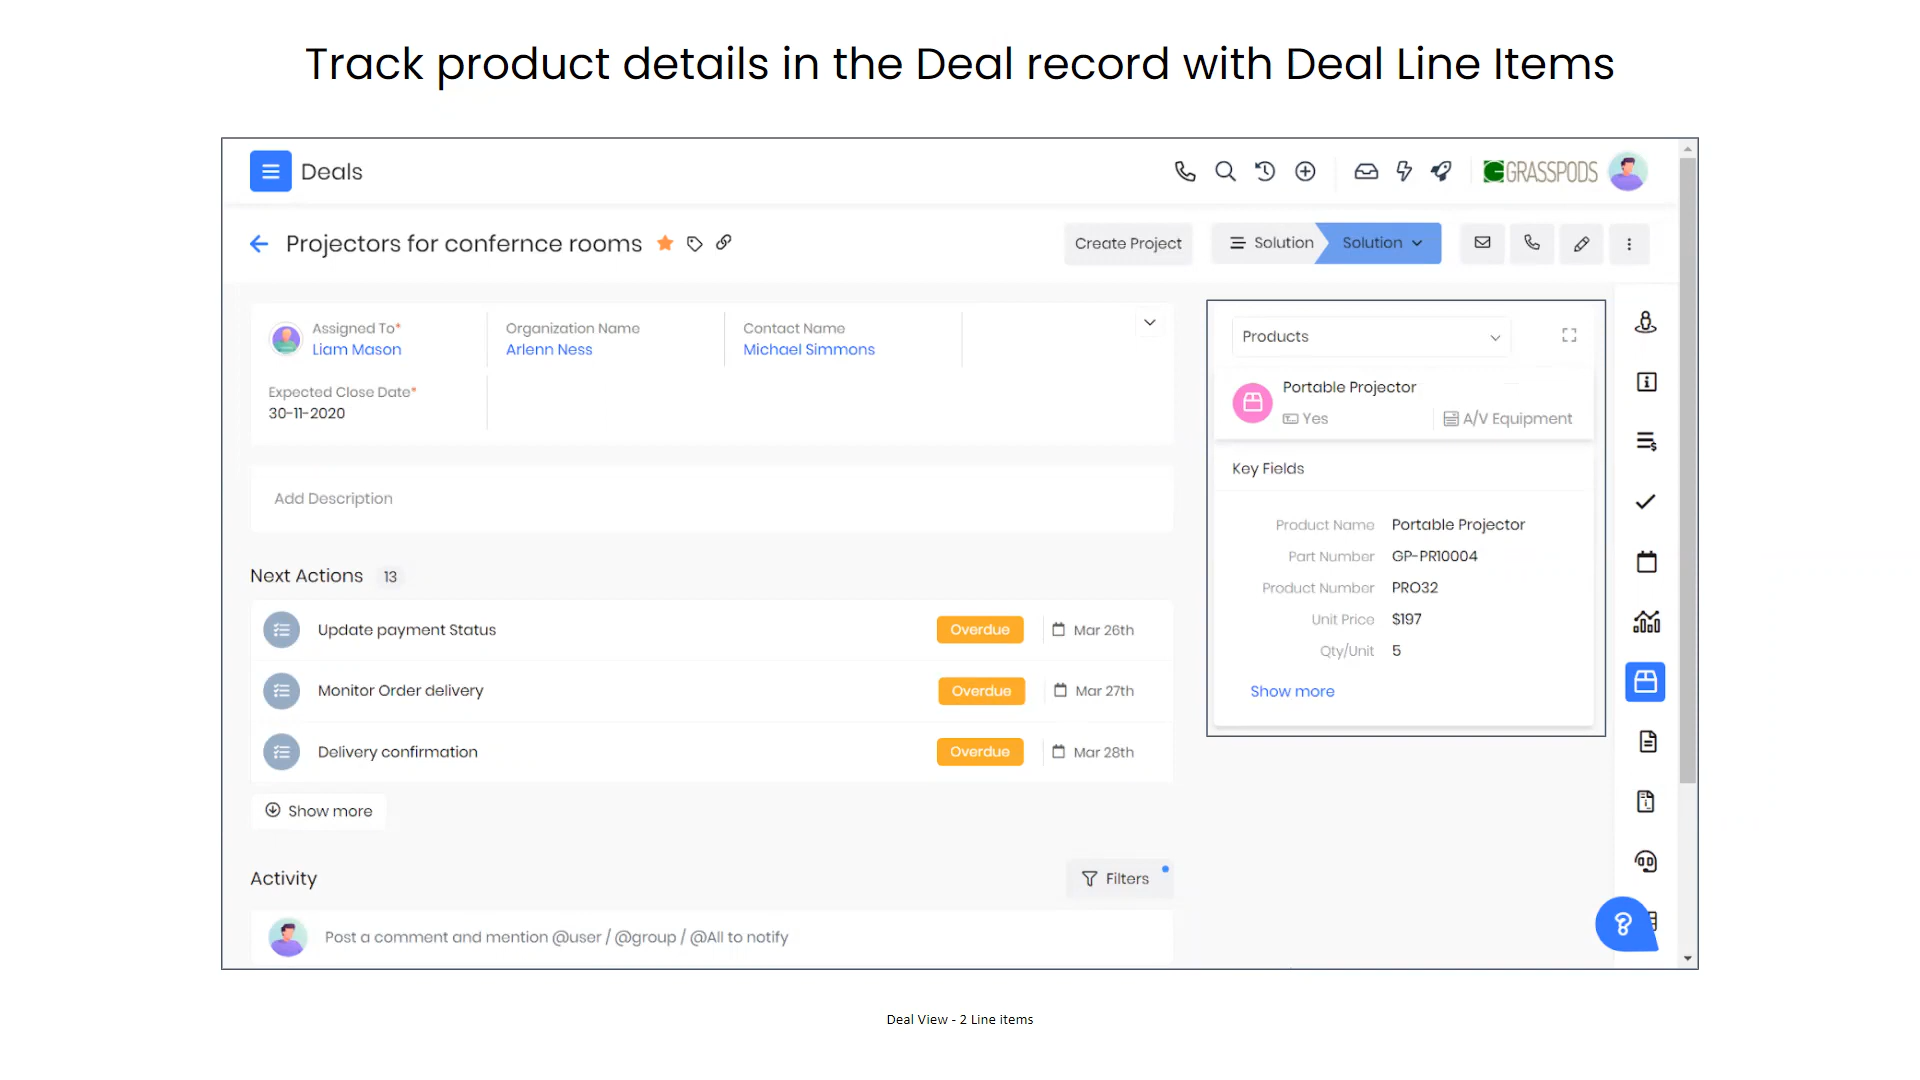 Track product details in the Deal record with Deal Line Items
Deals
GRASSPODS
Projectors for confernce rooms
Create Project
Solution
Solution
Assigned To*
Liam Mason
Organization Name
Arlenn Ness
Contact Name
Michael Simmons
Expected Close Date*
30-11-2020
Add Description
Next Actions 13
Update payment Status Overdue Mar 26th
Monitor Order delivery Overdue Mar 27th
Delivery confirmation Overdue Mar 28th
Show more
Activity
Filters
Post a comment and mention @user / @group / @All to notify
Products
Portable Projector
Yes
A/V Equipment
Key Fields
Product Name Portable Projector
Part Number GP-PR10004
Product Number PRO32
Unit Price $197
Qty/Unit 5
Show more
Deal View - 2 Line items